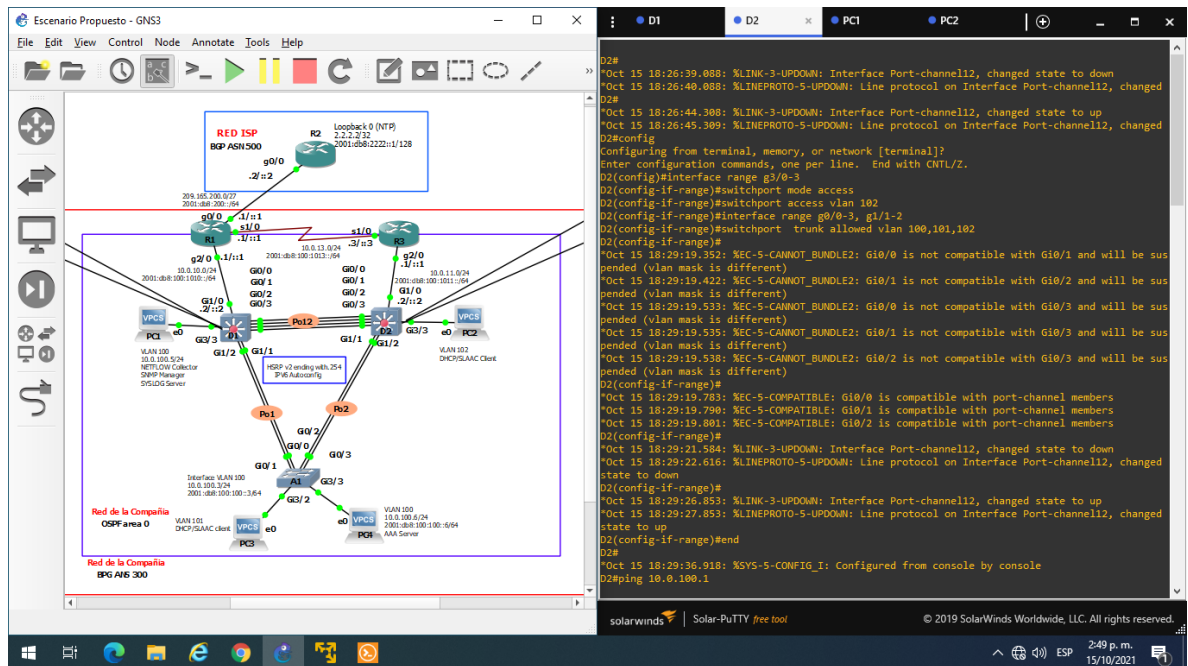 Escenario Propuesto - GNS3
File Edit View Control Node Annotate Tools Help
RED ISP
BGP ASN 500
R2
Loopback 0 (NTP)
2.2.2.2/32
2001:db8:2222::1/128
g0/0
.2/::2
209.165.200.0/27
2001:db8:200::/64
g0/0 .1/::1
s1/0
.1/::1
R1
s1/0
.3/::3
R3
10.0.13.0/24
2001:db8:100:1013::/64
g2/0 .1/::1
10.0.10.0/24
2001:db8:100:1010::/64
g2/0
.1/::1
10.0.11.0/24
2001:db8:100:1011::/64
Gi0/0
Gi0/1
Gi0/2
Gi0/3
Gi0/0
Gi0/1
Gi0/2
Gi0/3
Gi1/0
.2/::2
Gi1/0
.2/::2
VPCS
PC1
e0
Gi3/3
D1
Po12
D2
Gi3/3
e0
VPCS
PC2
VLAN 100
10.0.100.5/24
NETFLOW Collector
SNMP Manager
SYSLOG Server
Gi1/2
Gi1/1
Gi1/1
Gi1/2
VLAN 102
DHCP/SLAAC Client
HSRP v2 ending with.254
IPV6 Autoconfig
Po1
Po2
Gi0/2
Gi0/0
Gi0/1
Gi0/3
A1
Gi3/3
Gi3/2
Interface VLAN 100
10.0.100.3/24
2001:db8:100:100::3/64
Red de la Compañia
OSPF area 0
VLAN 101
DHCP/SLAAC client
VPCS
PC3
e0
e0
VPCS
PC4
VLAN 100
10.0.100.6/24
2001:db8:100:100::6/64
AAA Server
Red de la Compañia
BPG ANS 300
D1
D2
PC1
PC2
D2#
*Oct 15 18:26:39.088: %LINK-3-UPDOWN: Interface Port-channel12, changed state to down
*Oct 15 18:26:40.088: %LINEPROTO-5-UPDOWN: Line protocol on Interface Port-channel12, changed
D2#
*Oct 15 18:26:44.308: %LINK-3-UPDOWN: Interface Port-channel12, changed state to up
*Oct 15 18:26:45.309: %LINEPROTO-5-UPDOWN: Line protocol on Interface Port-channel12, changed
D2#config
Configuring from terminal, memory, or network [terminal]?
Enter configuration commands, one per line.  End with CNTL/Z.
D2(config)#interface range g3/0-3
D2(config-if-range)#switchport mode access
D2(config-if-range)#switchport access vlan 102
D2(config-if-range)#interface range g0/0-3, g1/1-2
D2(config-if-range)#switchport  trunk allowed vlan 100,101,102
D2(config-if-range)#
*Oct 15 18:29:19.352: %EC-5-CANNOT_BUNDLE2: Gi0/0 is not compatible with Gi0/1 and will be sus
pended (vlan mask is different)
*Oct 15 18:29:19.422: %EC-5-CANNOT_BUNDLE2: Gi0/1 is not compatible with Gi0/2 and will be sus
pended (vlan mask is different)
*Oct 15 18:29:19.533: %EC-5-CANNOT_BUNDLE2: Gi0/0 is not compatible with Gi0/3 and will be sus
pended (vlan mask is different)
*Oct 15 18:29:19.535: %EC-5-CANNOT_BUNDLE2: Gi0/1 is not compatible with Gi0/3 and will be sus
pended (vlan mask is different)
*Oct 15 18:29:19.538: %EC-5-CANNOT_BUNDLE2: Gi0/2 is not compatible with Gi0/3 and will be sus
pended (vlan mask is different)
D2(config-if-range)#
*Oct 15 18:29:19.783: %EC-5-COMPATIBLE: Gi0/0 is compatible with port-channel members
*Oct 15 18:29:19.790: %EC-5-COMPATIBLE: Gi0/1 is compatible with port-channel members
*Oct 15 18:29:19.801: %EC-5-COMPATIBLE: Gi0/2 is compatible with port-channel members
D2(config-if-range)#
*Oct 15 18:29:21.584: %LINK-3-UPDOWN: Interface Port-channel12, changed state to down
*Oct 15 18:29:22.616: %LINEPROTO-5-UPDOWN: Line protocol on Interface Port-channel12, changed
state to down
D2(config-if-range)#
*Oct 15 18:29:26.853: %LINK-3-UPDOWN: Interface Port-channel12, changed state to up
*Oct 15 18:29:27.853: %LINEPROTO-5-UPDOWN: Line protocol on Interface Port-channel12, changed
state to up
D2(config-if-range)#end
D2#
*Oct 15 18:29:36.918: %SYS-5-CONFIG_I: Configured from console by console
D2#ping 10.0.100.1
solarwinds Solar-PuTTY free tool
© 2019 SolarWinds Worldwide, LLC. All rights reserved.
ESP
2:49 p. m.
15/10/2021